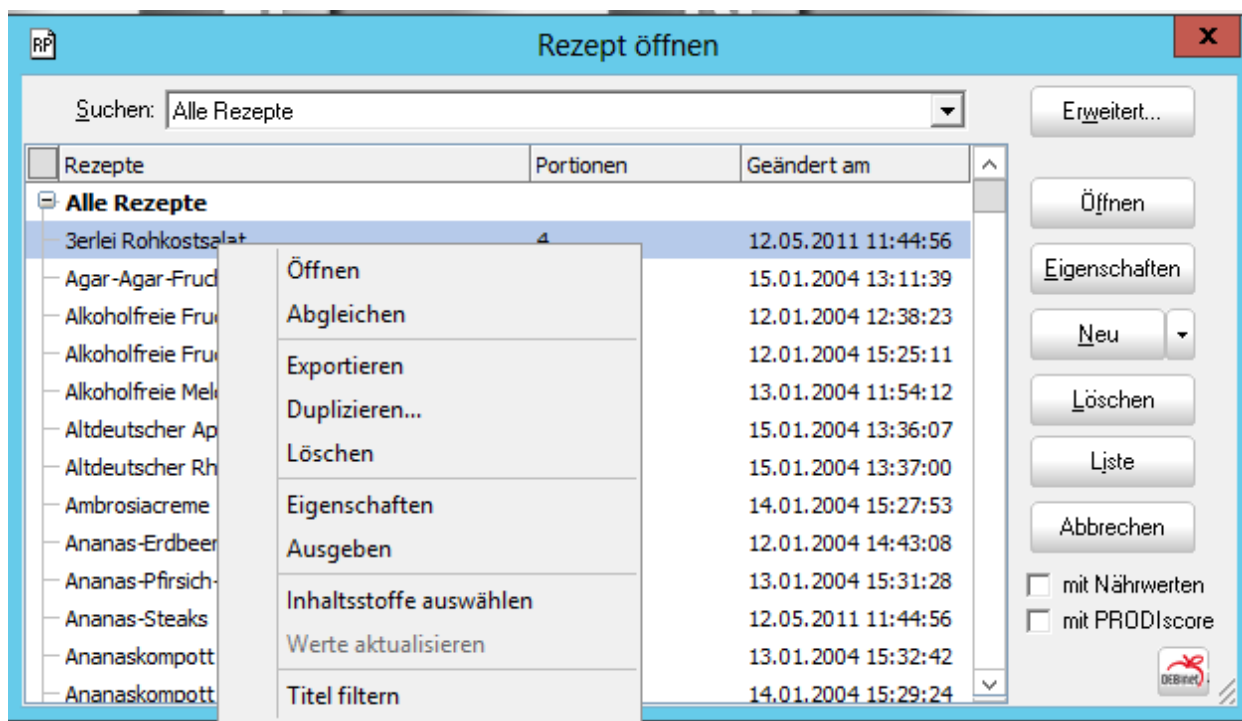 RP
Rezept öffnen
x
Suchen: Alle Rezepte
Erweitert...
Rezepte Portionen Geändert am
Alle Rezepte
Öffnen
3erlei Rohkostsalat 4 12.05.2011 11:44:56
Öffnen
Agar-Agar-Fruc 15.01.2004 13:11:39
Eigenschaften
Abgleichen
Alkoholfreie Fru 12.01.2004 12:38:23
Neu
Alkoholfreie Fru 12.01.2004 15:25:11
Exportieren
Alkoholfreie Mel 13.01.2004 11:54:12
Löschen
Duplizieren...
Altdeutscher Ap 15.01.2004 13:36:07
Löschen
Altdeutscher Rh 15.01.2004 13:37:00
Liste
Ambrosiacreme 14.01.2004 15:27:53
Eigenschaften
Ananas-Erdbeer 12.01.2004 14:43:08
Abbrechen
Ausgeben
Ananas-Pfirsich- 13.01.2004 15:31:28
mit Nährwerten
Inhaltsstoffe auswählen
Ananas-Steaks 12.05.2011 11:44:56
mit PRODIscore
Werte aktualisieren
Ananaskompott 13.01.2004 15:32:42
DEBInet
Titel filtern
Ananaskompott 14.01.2004 15:29:24